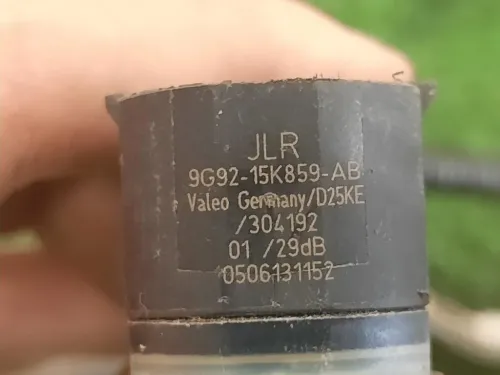 JLR
9G92-15K859-AB
Valeo Germany/D25KE
/304192
01 /29dB
0506131152